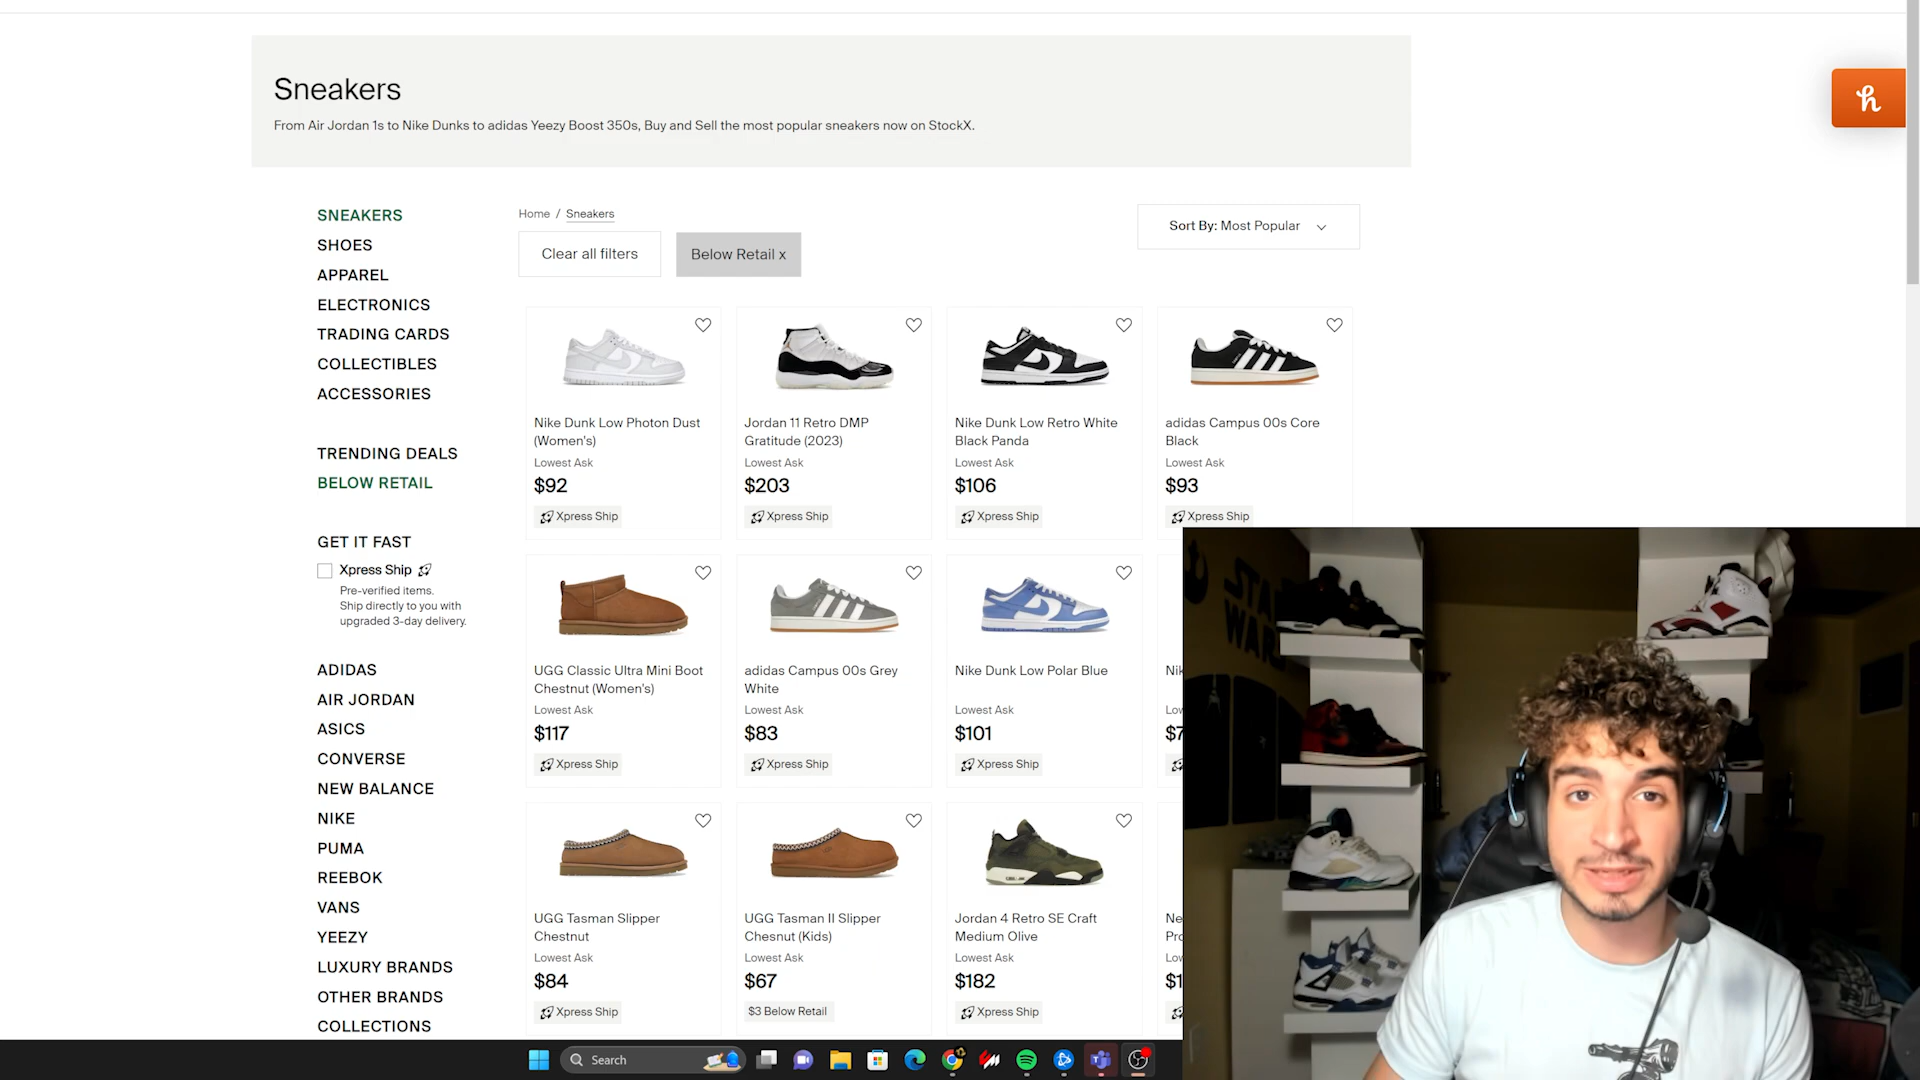 Sneakers
From Air Jordan 1s to Nike Dunks to adidas Yeezy Boost 350s, Buy and Sell the most popular sneakers now on StockX.
SNEAKERS
SHOES
APPAREL
ELECTRONICS
TRADING CARDS
COLLECTIBLES
ACCESSORIES
TRENDING DEALS
BELOW RETAIL
GET IT FAST
Xpress Ship
Pre-verified items.
Ship directly to you with
upgraded 3-day delivery.
ADIDAS
AIR JORDAN
ASICS
CONVERSE
NEW BALANCE
NIKE
PUMA
REEBOK
VANS
YEEZY
LUXURY BRANDS
OTHER BRANDS
COLLECTIONS
Home / Sneakers
Sort By: Most Popular
Clear all filters
Below Retail x
Nike Dunk Low Photon Dust
(Women's)
Lowest Ask
$92
Xpress Ship
Jordan 11 Retro DMP
Gratitude (2023)
Lowest Ask
$203
Xpress Ship
Nike Dunk Low Retro White
Black Panda
Lowest Ask
$106
Xpress Ship
adidas Campus 00s Core
Black
Lowest Ask
$93
Xpress Ship
UGG Classic Ultra Mini Boot
Chestnut (Women's)
Lowest Ask
$117
Xpress Ship
adidas Campus 00s Grey
White
Lowest Ask
$83
Xpress Ship
Nike Dunk Low Polar Blue
Lowest Ask
$101
Xpress Ship
UGG Tasman Slipper
Chestnut
Lowest Ask
$84
Xpress Ship
UGG Tasman II Slipper
Chesnut (Kids)
Lowest Ask
$67
$3 Below Retail
Jordan 4 Retro SE Craft
Medium Olive
Lowest Ask
$182
Xpress Ship
STAR
WARS
Search